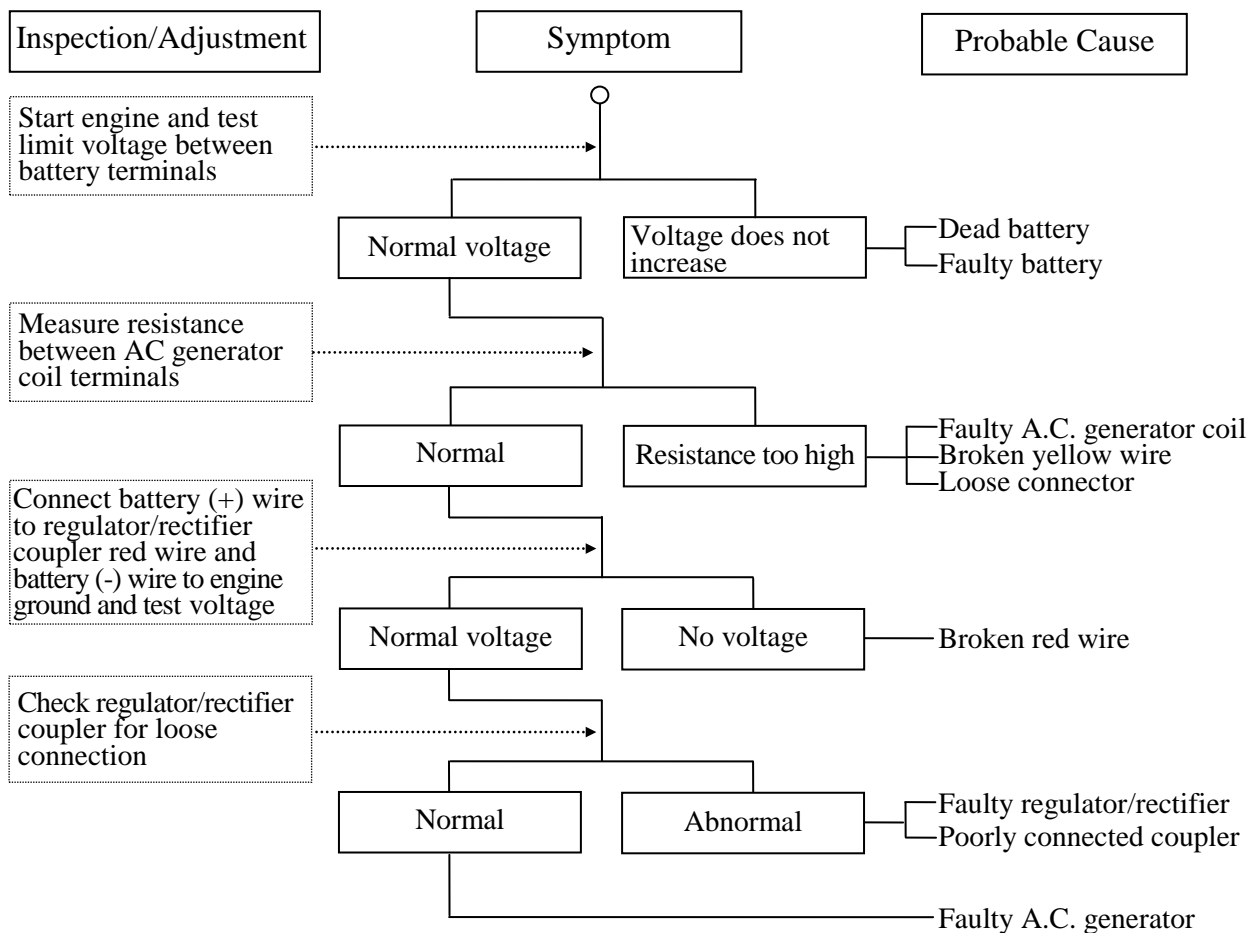 Inspection/Adjustment
Symptom
Probable Cause
Start engine and test
limit voltage between
battery terminals
Normal voltage
Voltage does not
increase
Dead battery
Faulty battery
Measure resistance
between AC generator
coil terminals
Normal
Resistance too high
Faulty A.C. generator coil
Broken yellow wire
Loose connector
Connect battery (+) wire
to regulator/rectifier
coupler red wire and
battery (-) wire to engine
ground and test voltage
Normal voltage
No voltage
Broken red wire
Check regulator/rectifier
coupler for loose
connection
Normal
Abnormal
Faulty regulator/rectifier
Poorly connected coupler
Faulty A.C. generator